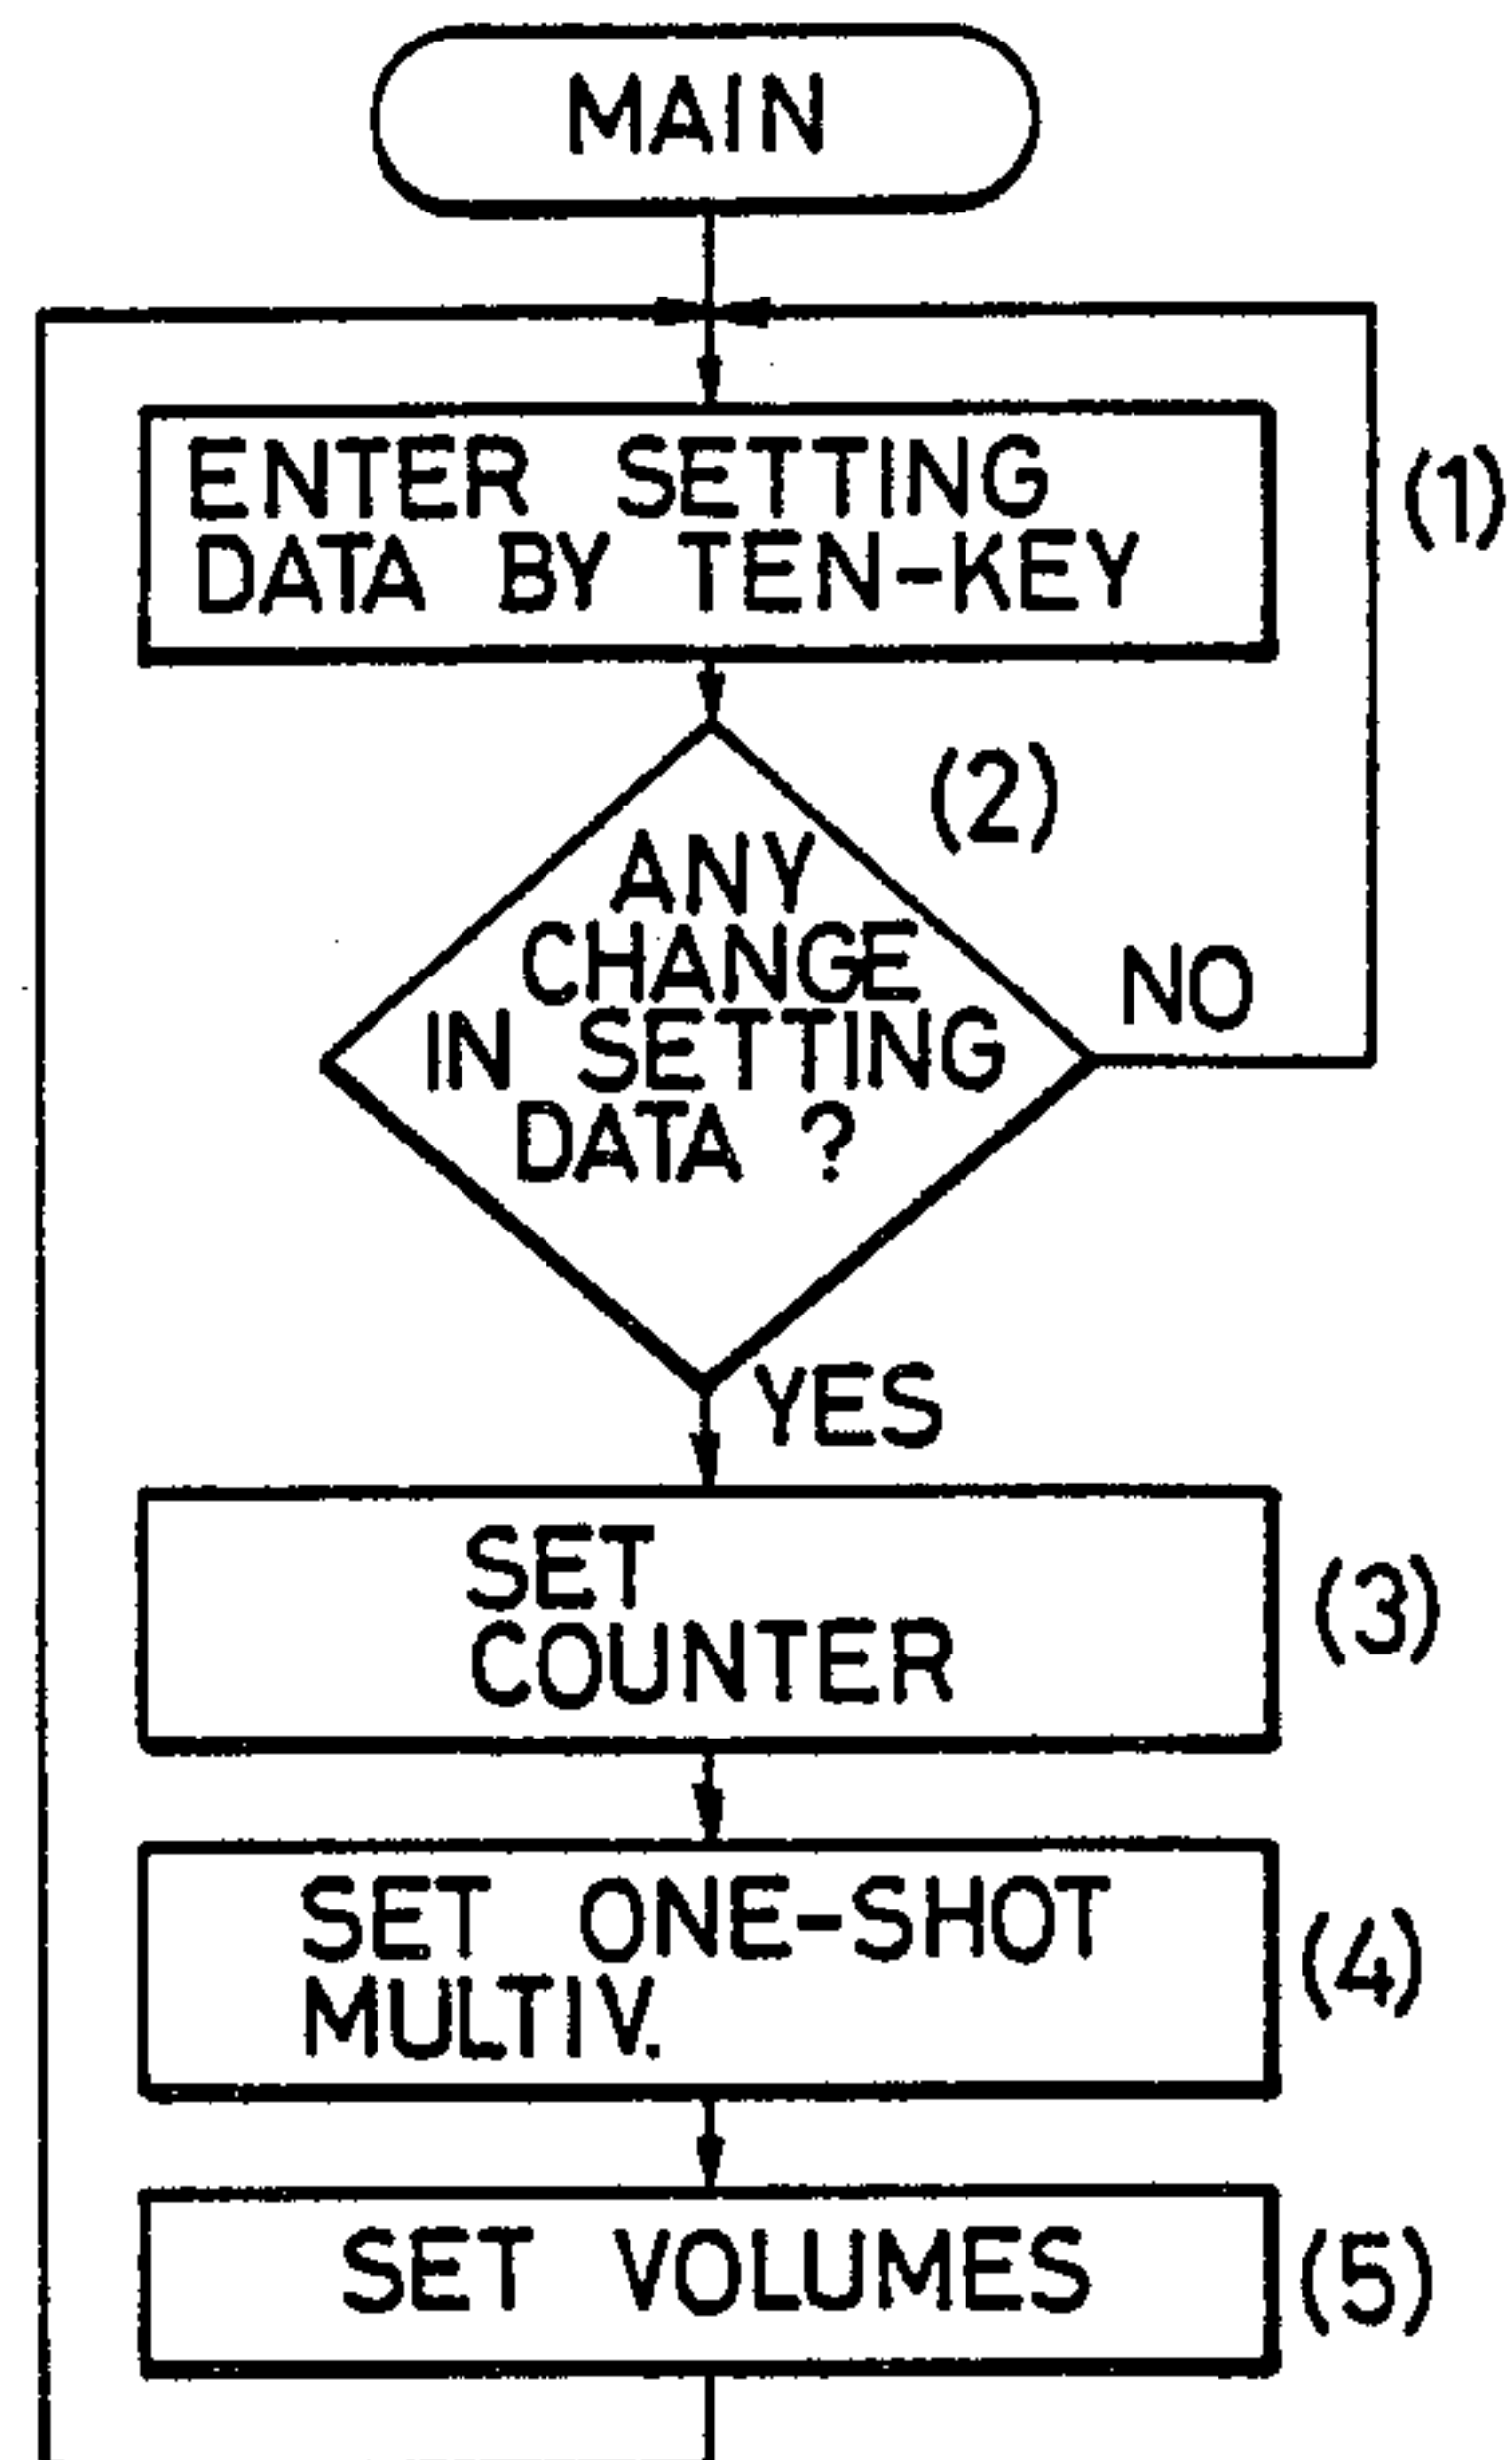 MAIN
ENTER SETTING
DATA BY TEN-KEY
(1)
(2)
ANY
CHANGE
IN SETTING
DATA ?
NO
YES
SET
COUNTER
(3)
SET ONE-SHOT
MULTIV.
(4)
SET VOLUMES
(5)